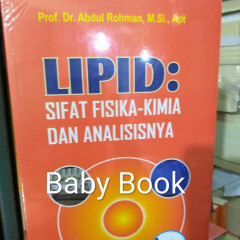 Prof. Dr. Abdul Rohman, M.Si., Apt
LIPID:
SIFAT FISIKA-KIMIA
DAN ANALISISNYA
Baby Book